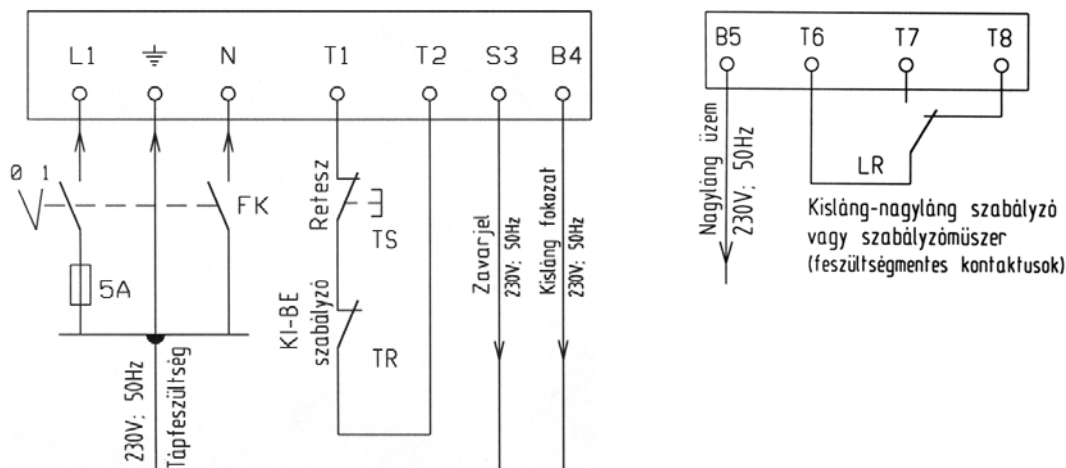 L1 N T1 T2 S3 B4
0 1
FK
5A
230V; 50Hz
Tápfeszültség
Retesz
TS
KI-BE
szabályzó
TR
Zavarjel
230V; 50Hz
Kisláng fokozat
230V; 50Hz
B5 T6 T7 T8
Nagyláng üzem
230V; 50Hz
LR
Kisláng-nagyláng szabályzó
vagy szabályzómüszer
(feszültségmentes kontaktusok)